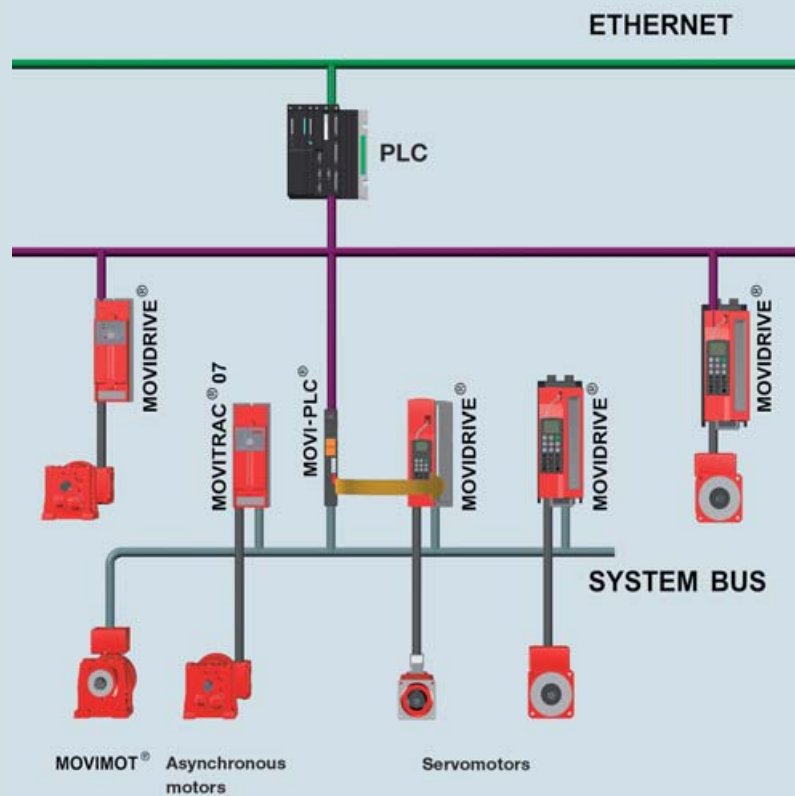 ETHERNET
PLC
MOVIDRIVE®
MOVITRAC® 07
MOVI-PLC®
MOVIDRIVE®
MOVIDRIVE®
MOVIDRIVE®
SYSTEM BUS
MOVIMOT®
Asynchronous
motors
Servomotors